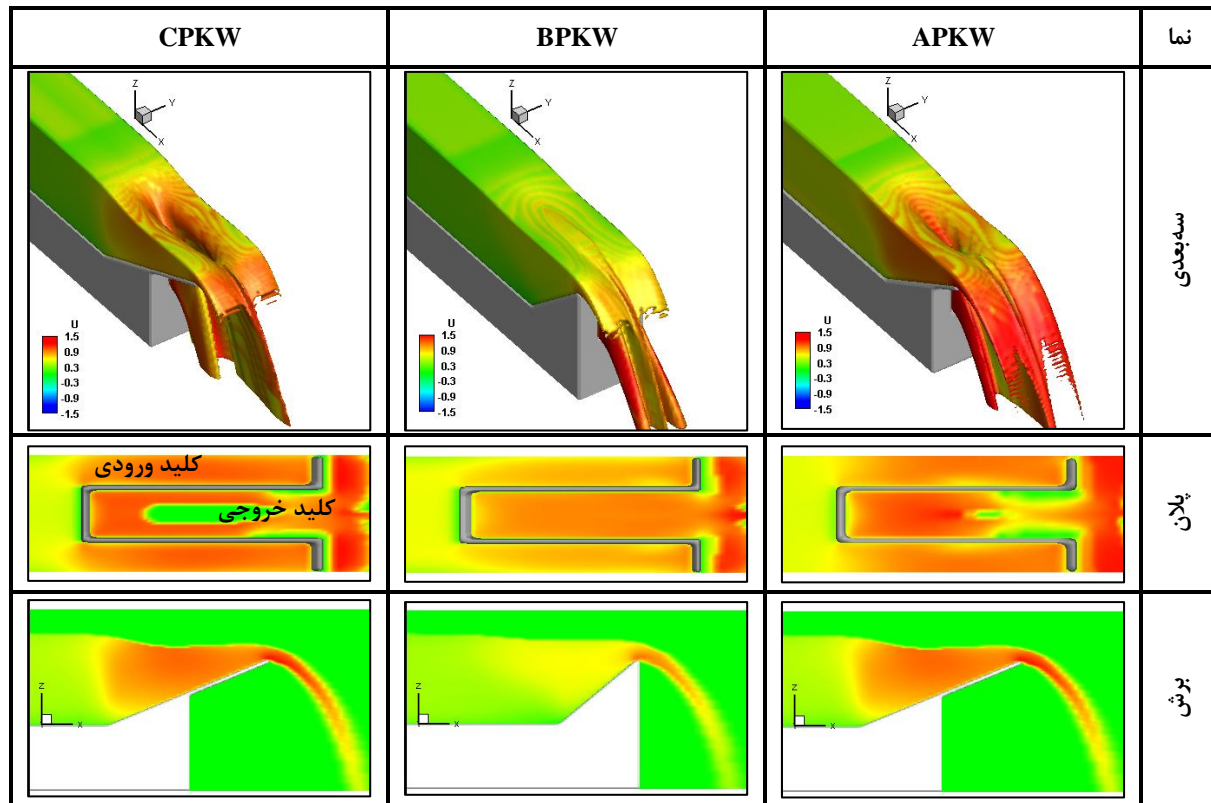 CPKW
BPKW
APKW
نما
Z
Y
X
U
1.5
0.9
0.3
-0.3
-0.9
-1.5
Z
Y
X
U
1.5
0.9
0.3
-0.3
-0.9
-1.5
Z
Y
X
U
1.5
0.9
0.3
-0.3
-0.9
-1.5
سه‌بعدی
کلید ورودی
کلید خروجی
پلان
Z
X
Z
X
Z
X
برش